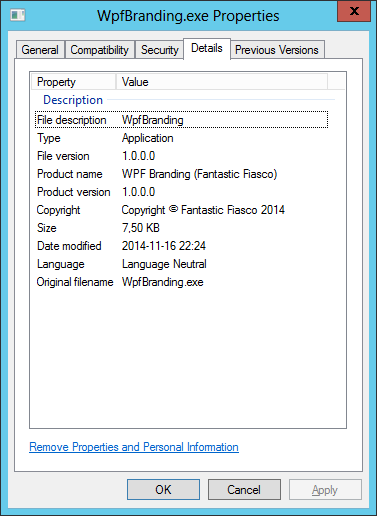 WpfBranding.exe Properties
x
General Compatibility Security Details Previous Versions
Property Value
Description
File description WpfBranding
Type Application
File version 1.0.0.0
Product name WPF Branding (Fantastic Fiasco)
Product version 1.0.0.0
Copyright Copyright © Fantastic Fiasco 2014
Size 7,50 KB
Date modified 2014-11-16 22:24
Language Language Neutral
Original filename WpfBranding.exe
Remove Properties and Personal Information
OK Cancel Apply